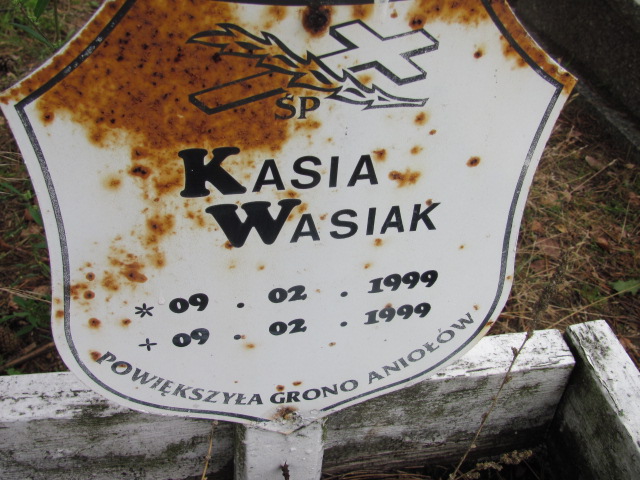 ŚP
KASIA
WASIAK
* 09 . 02 . 1999
+ 09 . 02 . 1999
POWIĘKSZYŁA GRONO ANIOŁÓW